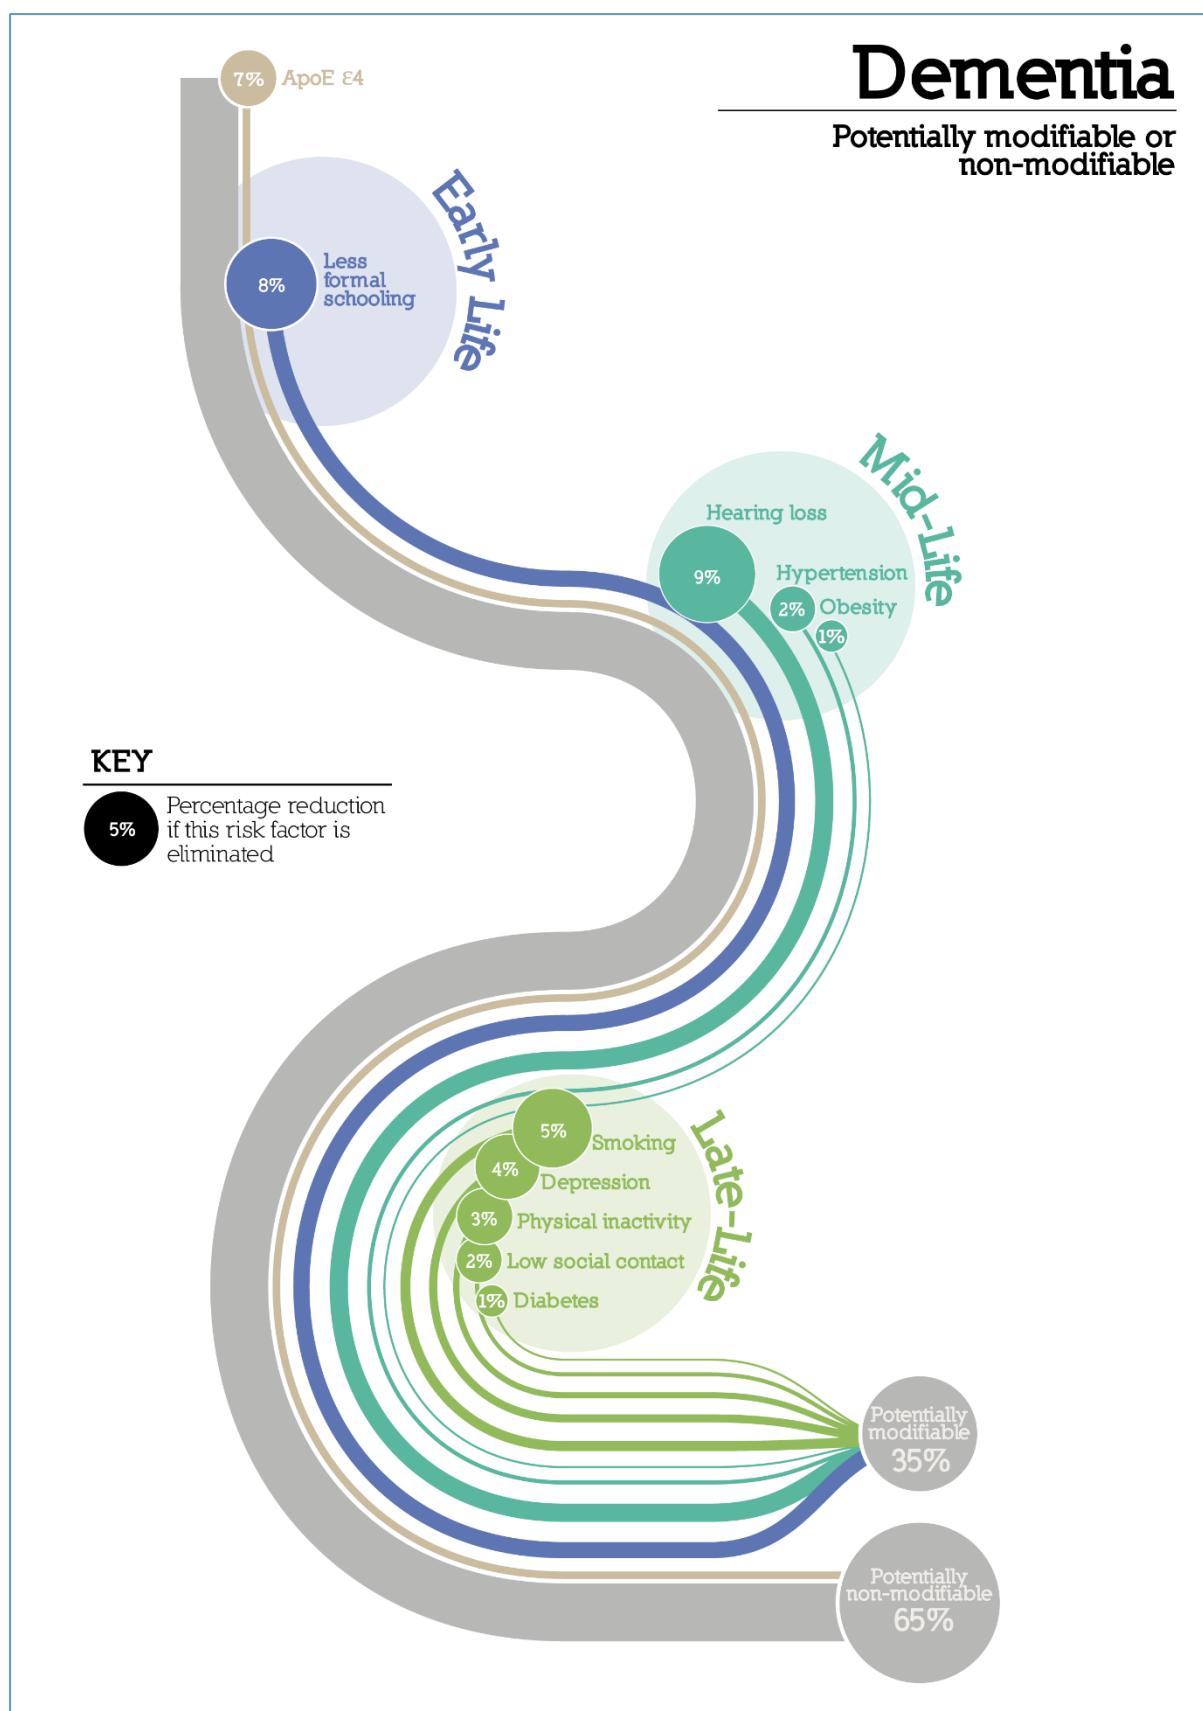 Dementia
Potentially modifiable or
non-modifiable
7%
ApoE ε4
Early Life
8%
Less
formal
schooling
Mid-Life
Hearing loss
9%
Hypertension
2%
Obesity
1%
KEY
5%
Percentage reduction
if this risk factor is
eliminated
Late-Life
5%
Smoking
4%
Depression
3%
Physical inactivity
2%
Low social contact
1%
Diabetes
Potentially
modifiable
35%
Potentially
non-modifiable
65%